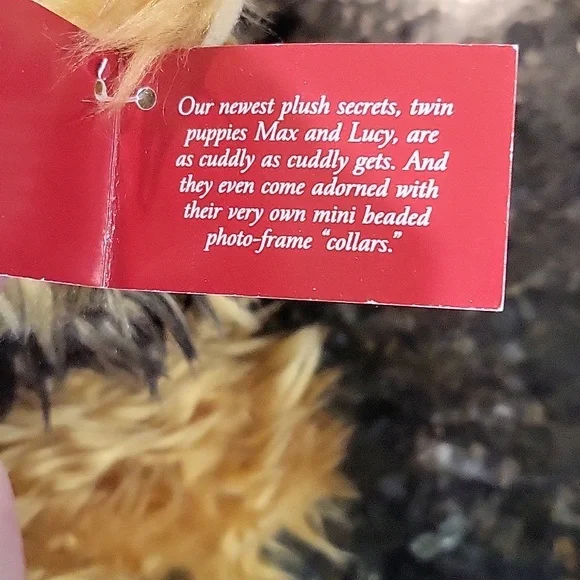 Our newest plush secrets, twin
puppies Max and Lucy, are
as cuddly as cuddly gets. And
they even come adorned with
their very own mini beaded
photo-frame “collars.”